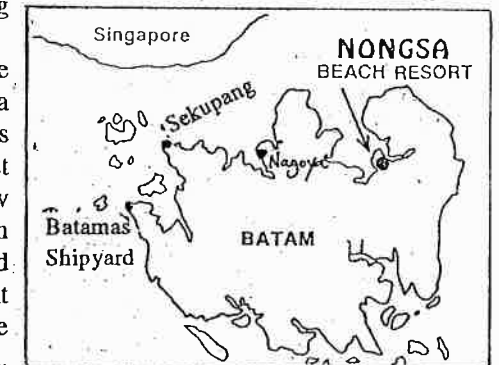 Singapore
NONGSA
BEACH RESORT
Sekupang
Nagoya
Batamas
Shipyard
BATAM